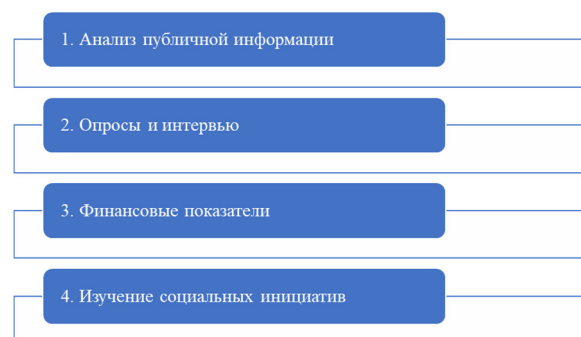 1. Анализ публичной информации
2. Опросы и интервью
3. Финансовые показатели
4. Изучение социальных инициатив